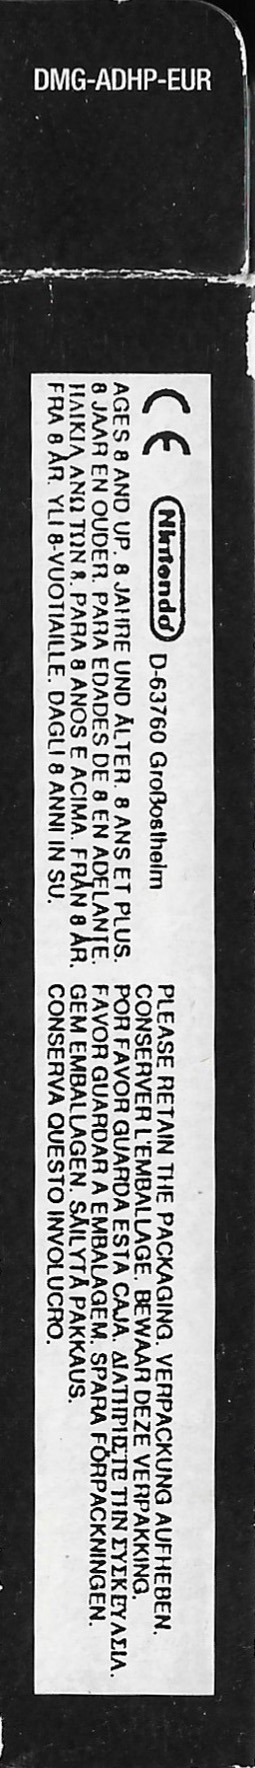 DMG-ADHP-EUR
CE Nintendo D-63760 Großostheim
AGES 8 AND UP. 8 JAHRE UND ÄLTER. 8 ANS ET PLUS.
8 JAAR EN OUDER. PARA EDADES DE 8 EN ADELANTE.
ΗΛΙΚΙΑ ΑΝΩ ΤΩΝ 8. PARA 8 ANOS E ACIMA. FRÅN 8 ÅR.
FRA 8 ÅR. YLI 8-VUOTIAILLE. DAGLI 8 ANNI IN SU.
PLEASE RETAIN THE PACKAGING. VERPACKUNG AUFHEBEN.
CONSERVER L'EMBALLAGE. BEWAAR DEZE VERPAKKING.
POR FAVOR GUARDA ESTA CAJA. ΔΙΑΤΗΡΙΣΤΕ ΤΗΝ ΣΥΣΚΕΥΑΣΙΑ.
FAVOR GUARDAR A EMBALAGEM. SPARA FÖRPACKNINGEN.
GEM EMBALLAGEN. SÄILYTÄ PAKKAUS.
CONSERVA QUESTO INVOLUCRO.